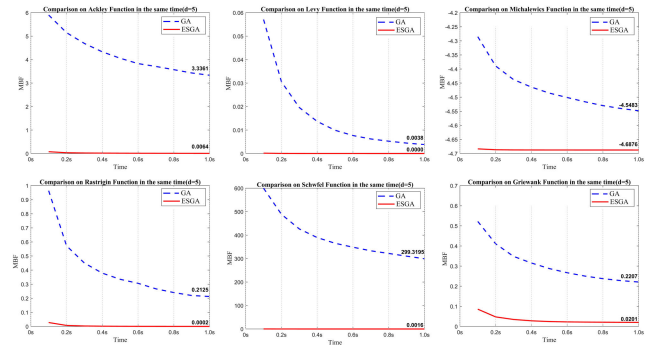 Comparison on Ackley Function in the same time(d=5)
GA
ESGA
6
5
4
3
2
1
0
MBF
3.3361
0.0064
0s
0.2s
0.4s
0.6s
0.8s
1.0s
Time
Comparison on Levy Function in the same time(d=5)
GA
ESGA
0.06
0.05
0.04
0.03
0.02
0.01
0
MBF
0.0038
0.0000
0s
0.2s
0.4s
0.6s
0.8s
1.0s
Time
Comparison on Michalewics Function in the same time(d=5)
GA
ESGA
-4.2
-4.25
-4.3
-4.35
-4.4
-4.45
-4.5
-4.55
-4.6
-4.65
-4.7
MBF
-4.5483
-4.6876
0s
0.2s
0.4s
0.6s
0.8s
1.0s
Time
Comparison on Rastrigin Function in the same time(d=5)
GA
ESGA
1
0.9
0.8
0.7
0.6
0.5
0.4
0.3
0.2
0.1
0
MBF
0.2125
0.0002
0s
0.2s
0.4s
0.6s
0.8s
1.0s
Time
Comparison on Schwfel Function in the same time(d=5)
GA
ESGA
600
500
400
300
200
100
0
MBF
299.3195
0.0016
0s
0.2s
0.4s
0.6s
0.8s
1.0s
Time
Comparison on Griewank Function in the same time(d=5)
GA
ESGA
0.7
0.6
0.5
0.4
0.3
0.2
0.1
0
MBF
0.2207
0.0201
0s
0.2s
0.4s
0.6s
0.8s
1.0s
Time